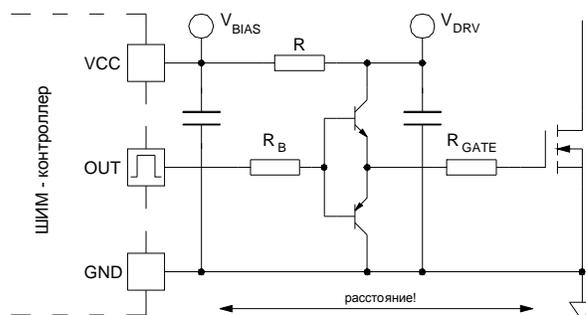 V BIAS
V DRV
VCC
R
ШИМ - контроллер
OUT
R B
R GATE
GND
расстояние!